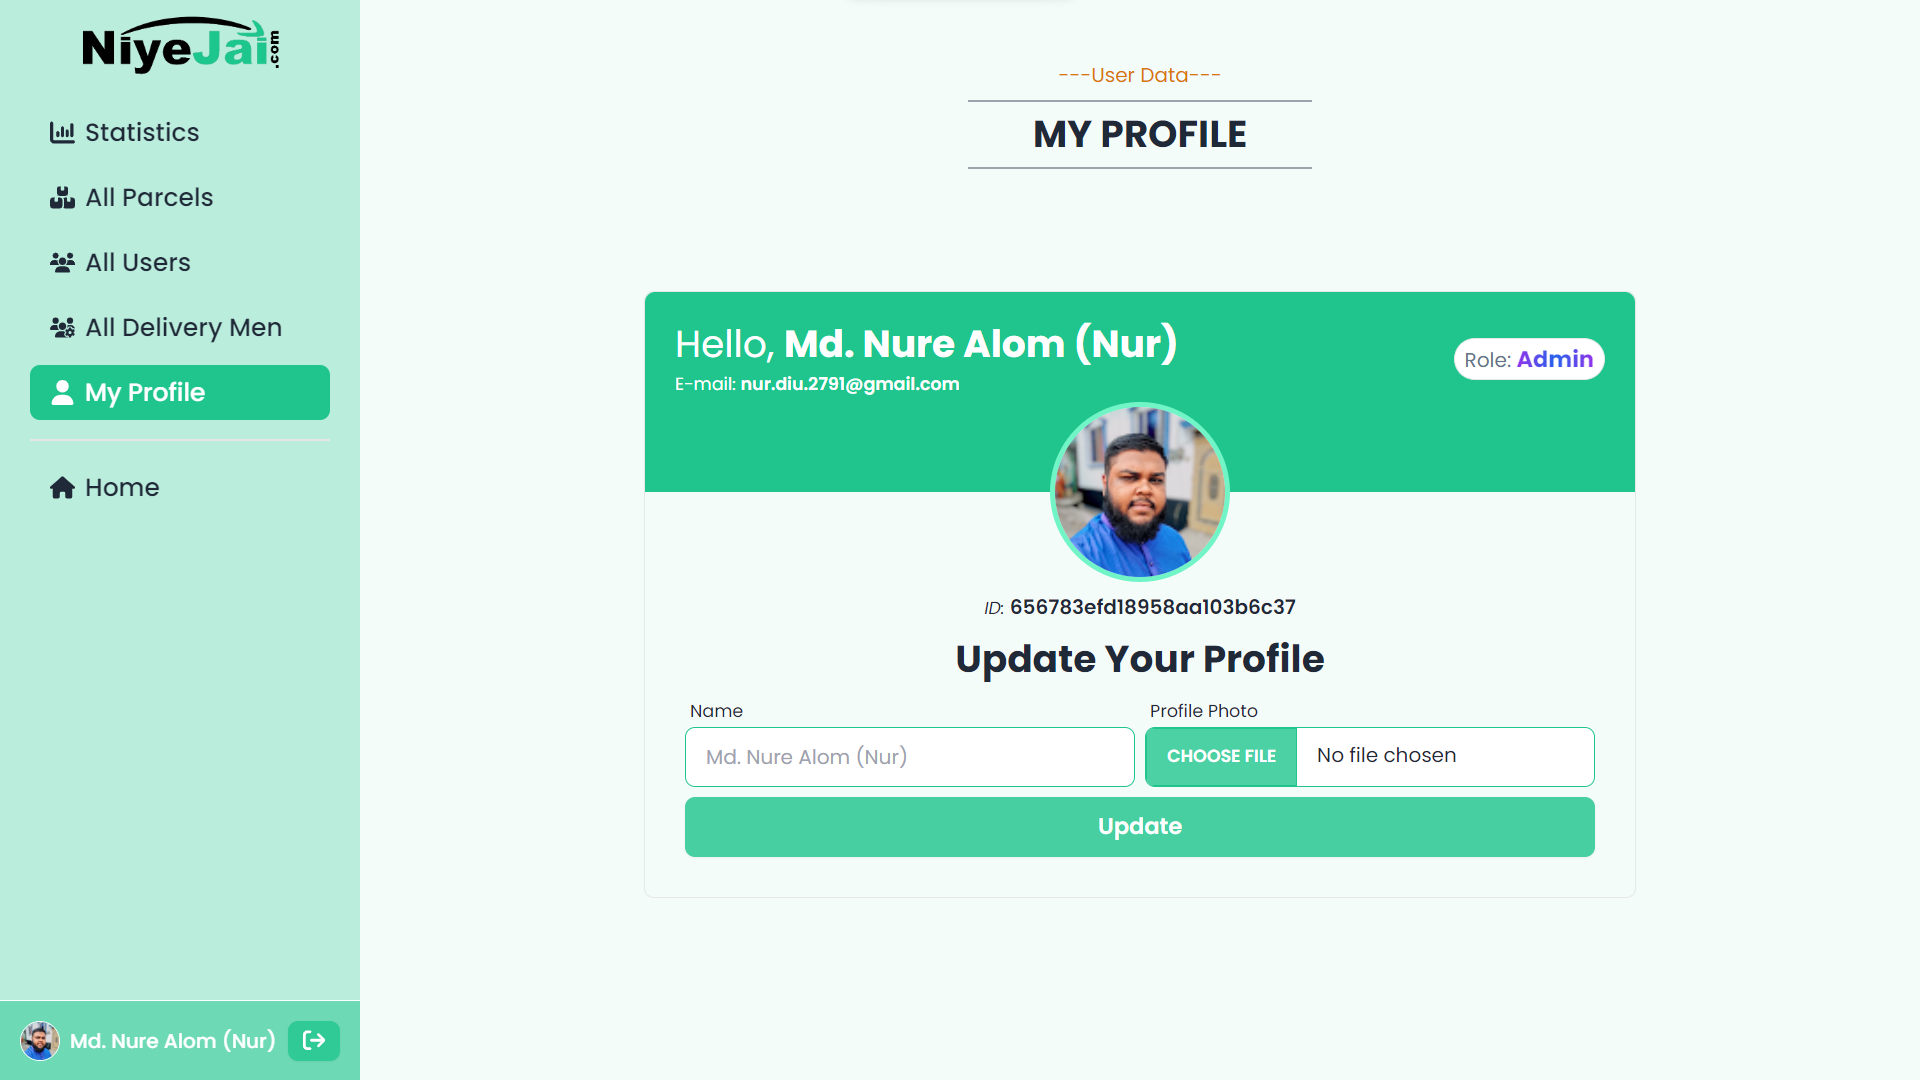 NiyeJai.com
Statistics
All Parcels
All Users
All Delivery Men
My Profile
Home
Md. Nure Alom (Nur)
---User Data---
MY PROFILE
Hello, Md. Nure Alom (Nur)
E-mail: nur.diu.2791@gmail.com
Role: Admin
ID: 656783efd18958aa103b6c37
Update Your Profile
Name
Profile Photo
Md. Nure Alom (Nur)
CHOOSE FILE No file chosen
Update